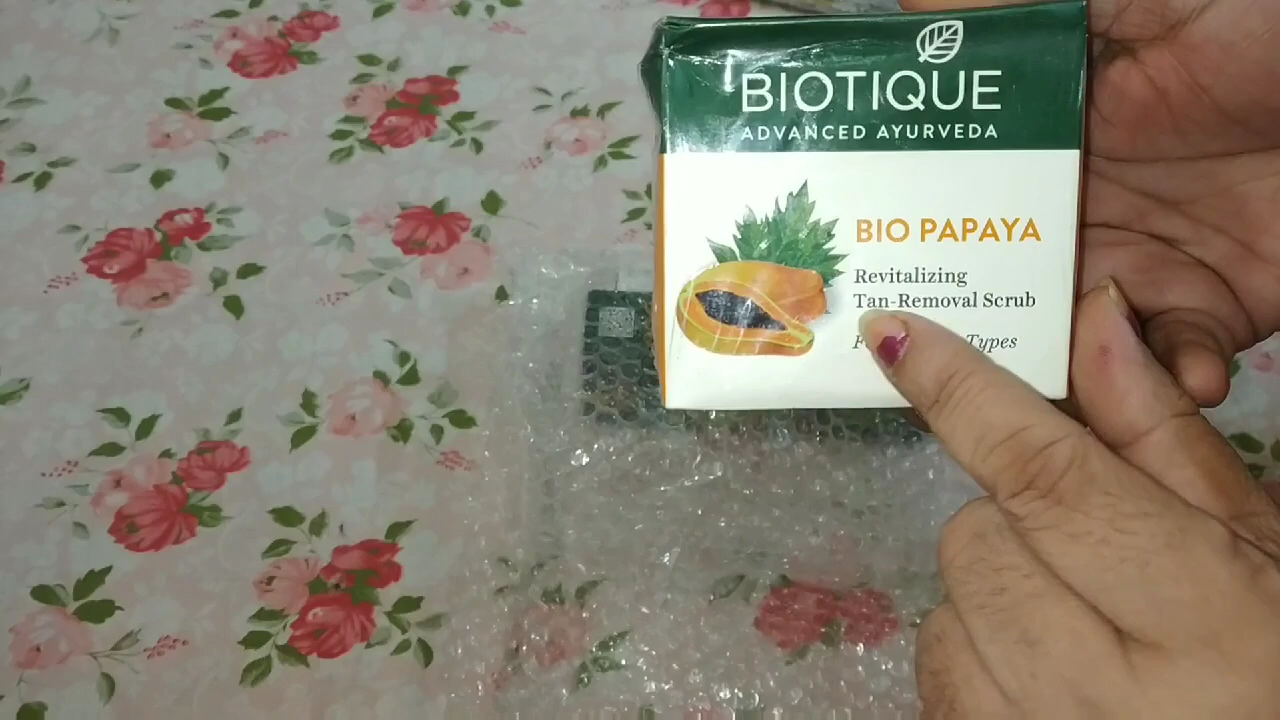 BIOTIQUE
ADVANCED AYURVEDA
BIO PAPAYA
Revitalizing
Tan-Removal Scrub
Types